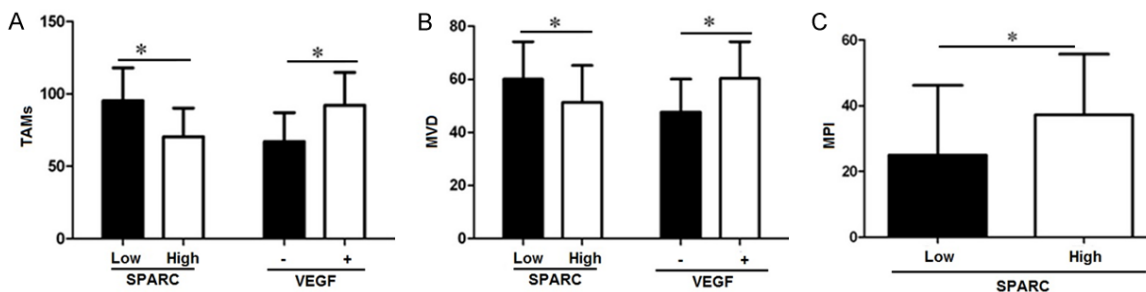 A
150
100
50
0
TAMs
*
*
Low High - +
SPARC VEGF
B
80
60
40
20
0
MVD
*
*
Low High - +
SPARC VEGF
C
60
40
20
0
MPI
*
Low High
SPARC